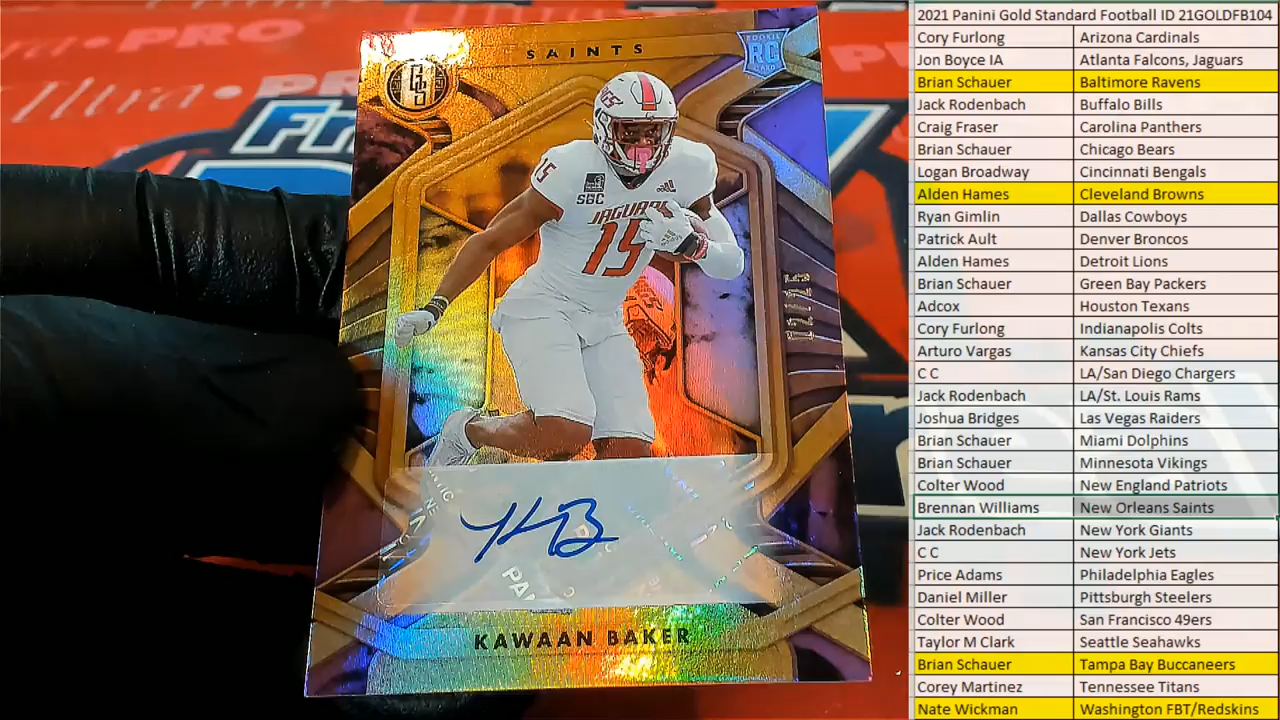 SAINTS
ROOKIE
RC
CARD
GS
15
SBC
JAGUARS
15
KAWAAN BAKER
PRO
PRO
Ultra • PRO
2021 Panini Gold Standard Football ID 21GOLDFB104
Cory Furlong Arizona Cardinals
Jon Boyce IA Atlanta Falcons, Jaguars
Brian Schauer Baltimore Ravens
Jack Rodenbach Buffalo Bills
Craig Fraser Carolina Panthers
Brian Schauer Chicago Bears
Logan Broadway Cincinnati Bengals
Alden Hames Cleveland Browns
Ryan Gimlin Dallas Cowboys
Patrick Ault Denver Broncos
Alden Hames Detroit Lions
Brian Schauer Green Bay Packers
Adcox Houston Texans
Cory Furlong Indianapolis Colts
Arturo Vargas Kansas City Chiefs
C C LA/San Diego Chargers
Jack Rodenbach LA/St. Louis Rams
Joshua Bridges Las Vegas Raiders
Brian Schauer Miami Dolphins
Brian Schauer Minnesota Vikings
Colter Wood New England Patriots
Brennan Williams New Orleans Saints
Jack Rodenbach New York Giants
C C New York Jets
Price Adams Philadelphia Eagles
Daniel Miller Pittsburgh Steelers
Colter Wood San Francisco 49ers
Taylor M Clark Seattle Seahawks
Brian Schauer Tampa Bay Buccaneers
Corey Martinez Tennessee Titans
Nate Wickman Washington FBT/Redskins